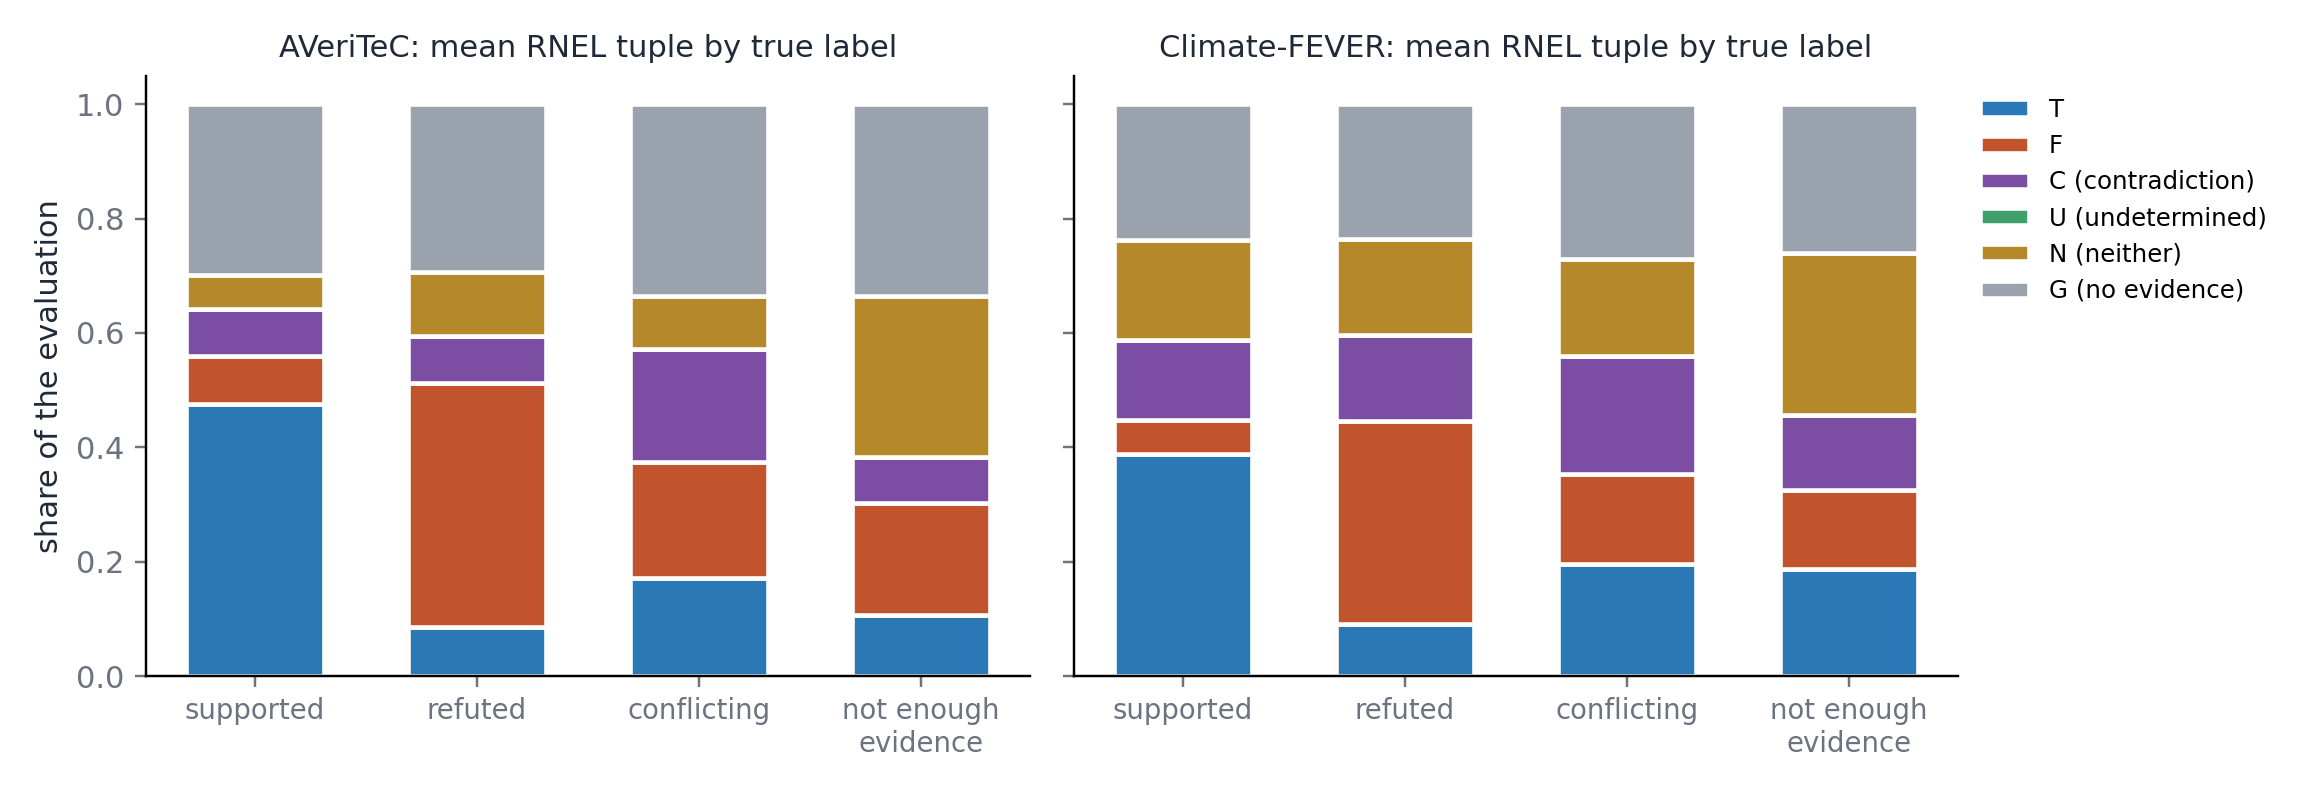 AVeriTeC: mean RNEL tuple by true label
share of the evaluation
1.0
0.8
0.6
0.4
0.2
0.0
supported
refuted
conflicting
not enough
evidence
Climate-FEVER: mean RNEL tuple by true label
supported
refuted
conflicting
not enough
evidence
T
F
C (contradiction)
U (undetermined)
N (neither)
G (no evidence)